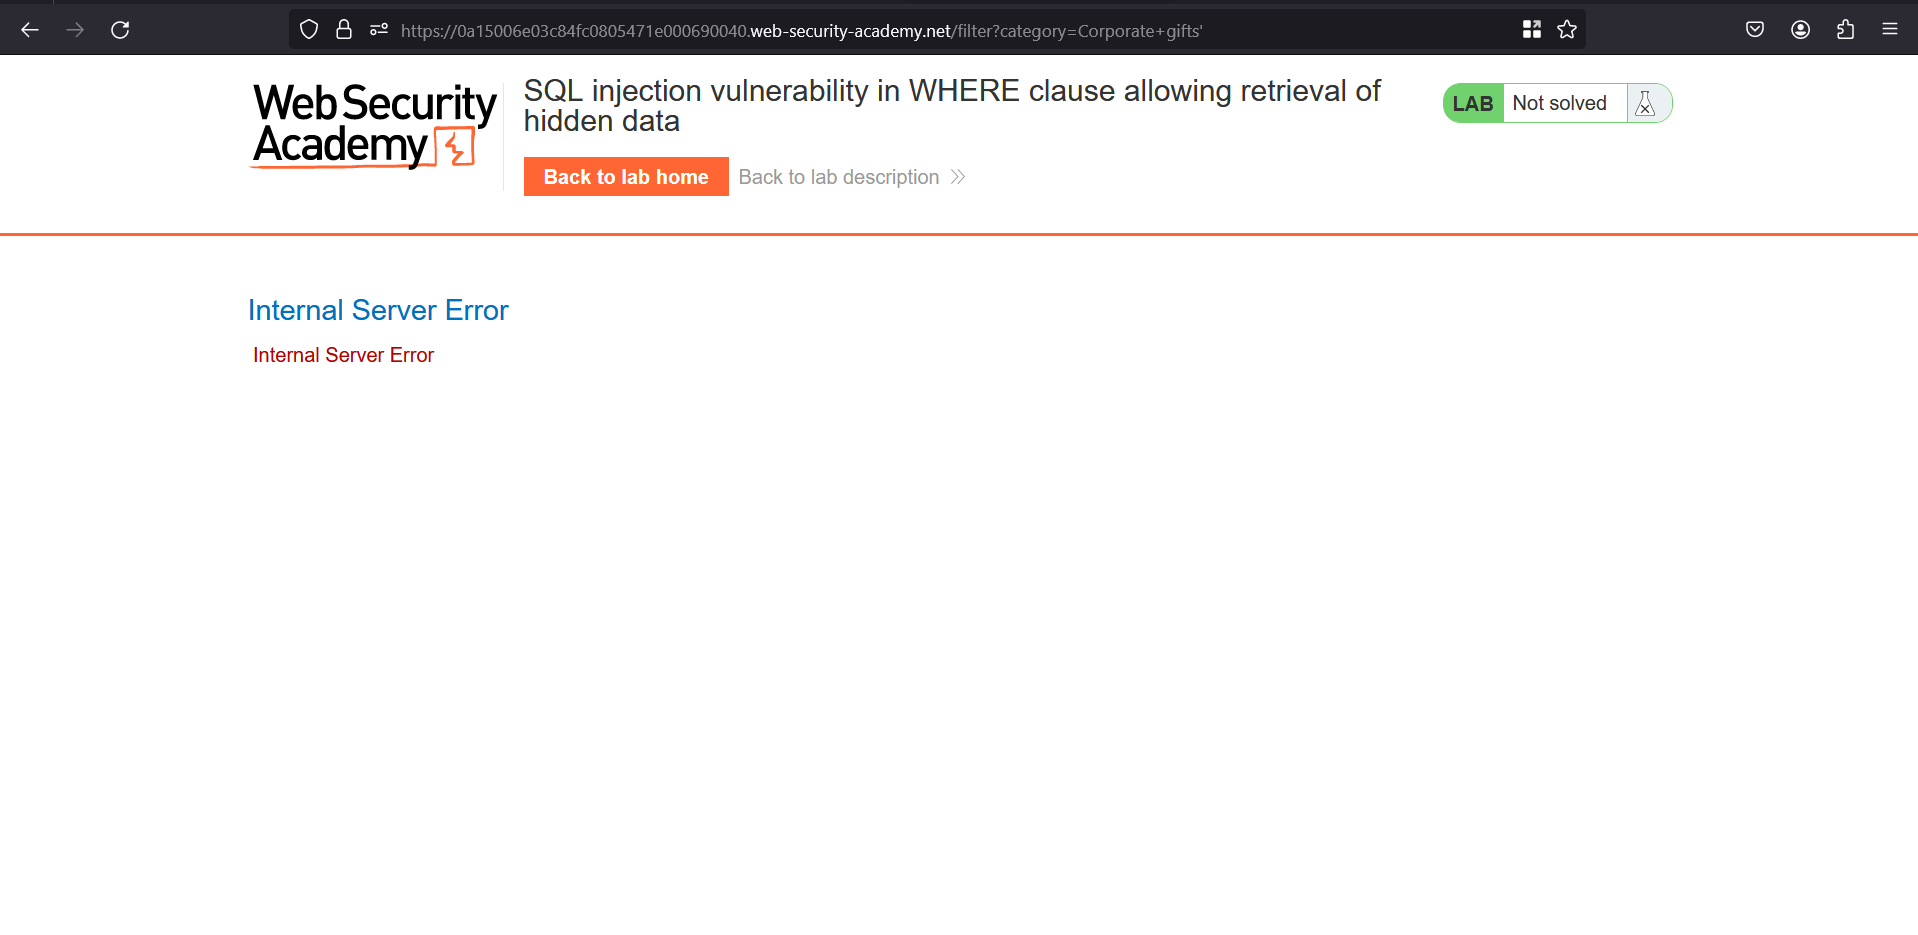 https://0a15006e03c84fc0805471e000690040.web-security-academy.net/filter?category=Corporate+gifts'
Web Security
Academy
SQL injection vulnerability in WHERE clause allowing retrieval of
hidden data
Back to lab home
Back to lab description
LAB
Not solved
Internal Server Error
Internal Server Error